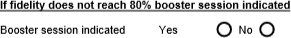 If fidelity does not reach 80% booster session indicated
Booster session indicated Yes No